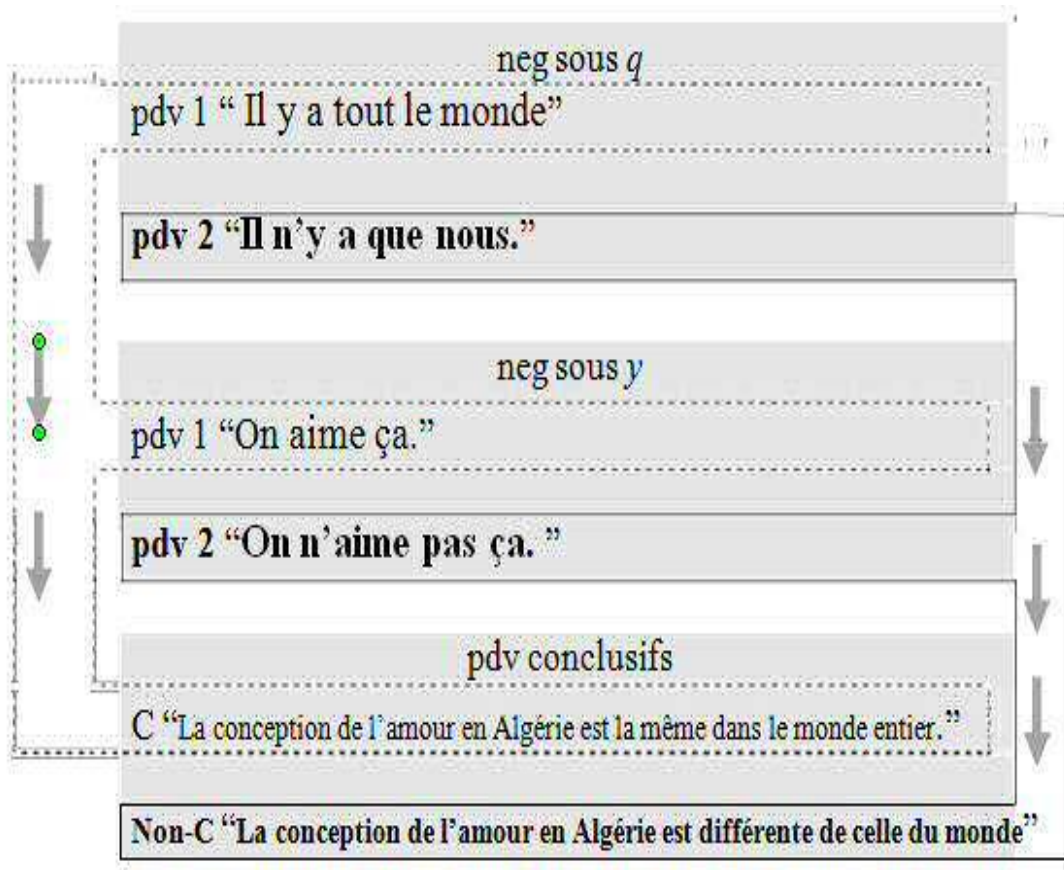 neg sous q
pdv 1 “ Il y a tout le monde”
pdv 2 “Il n’y a que nous.”
neg sous y
pdv 1 “On aime ça.”
pdv 2 “On n’aime pas ça. ”
pdv conclusifs
C “La conception de l’amour en Algérie est la même dans le monde entier.”
Non-C “La conception de l’amour en Algérie est différente de celle du monde”